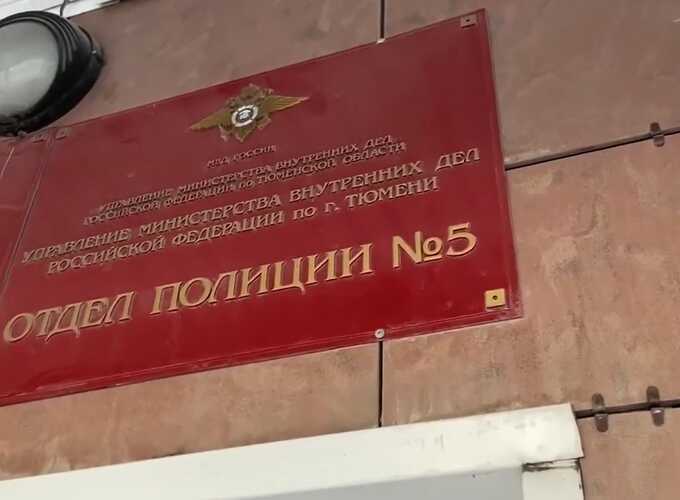 МВД РОССИИ
УПРАВЛЕНИЕ МИНИСТЕРСТВА ВНУТРЕННИХ ДЕЛ
РОССИЙСКОЙ ФЕДЕРАЦИИ ПО ТЮМЕНСКОЙ ОБЛАСТИ
УПРАВЛЕНИЕ МИНИСТЕРСТВА ВНУТРЕННИХ ДЕЛ
РОССИЙСКОЙ ФЕДЕРАЦИИ ПО Г. ТЮМЕНИ
ОТДЕЛ ПОЛИЦИИ №5